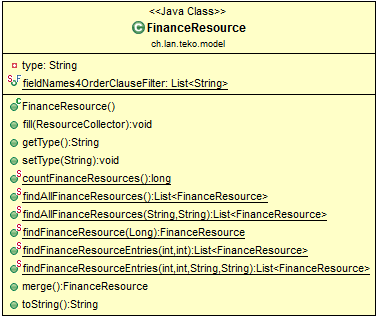 <<Java Class>>
FinanceResource
ch.lan.teko.model
type: String
fieldNames4OrderClauseFilter: List<String>
FinanceResource()
fill(ResourceCollector):void
getType():String
setType(String):void
countFinanceResources():long
findAllFinanceResources():List<FinanceResource>
findAllFinanceResources(String,String):List<FinanceResource>
findFinanceResource(Long):FinanceResource
findFinanceResourceEntries(int,int):List<FinanceResource>
findFinanceResourceEntries(int,int,String,String):List<FinanceResource>
merge():FinanceResource
toString():String